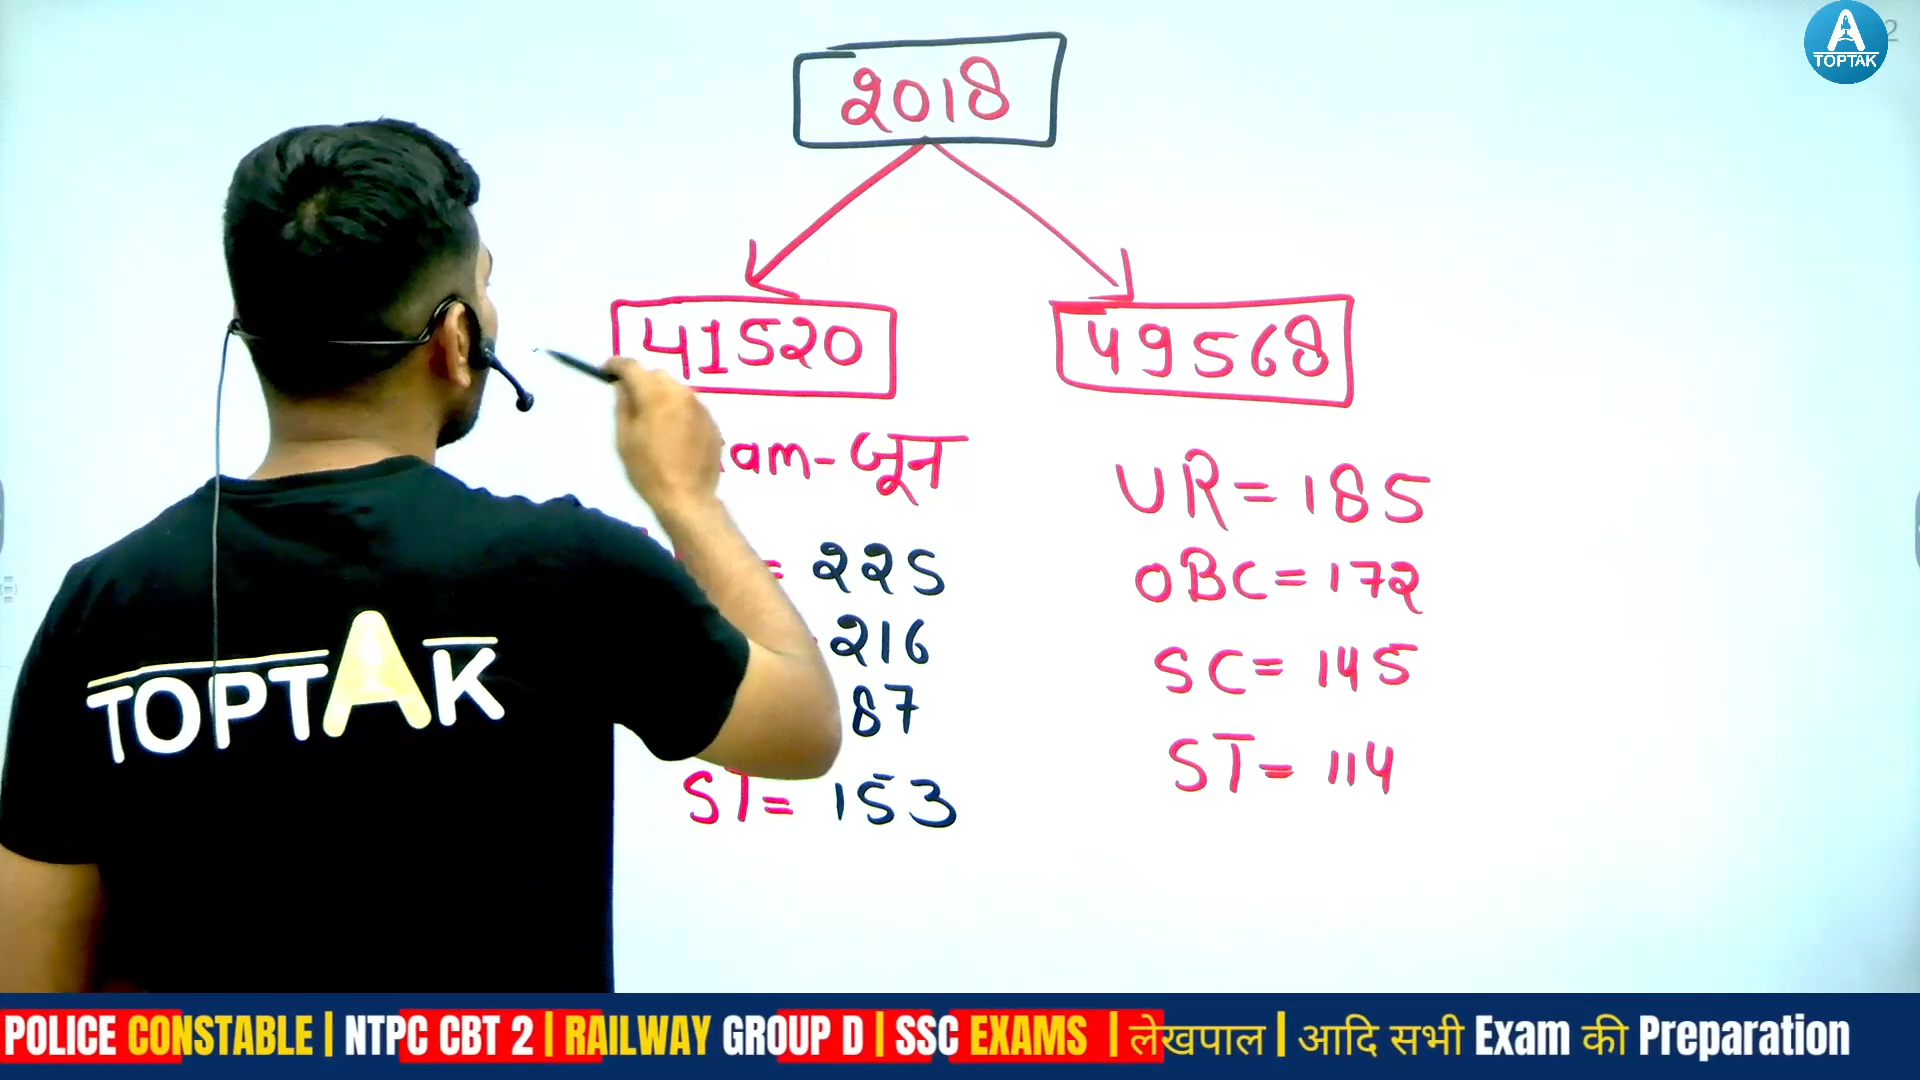 A
TOPTAK
2
2018
41520
49568
am-जून
UR=185
= 225
OBC=172
216
SC=145
87
ST=114
ST=153
TOPTAK
POLICE CONSTABLE | NTPC CBT 2 | RAILWAY GROUP D | SSC EXAMS | लेखपाल | आदि सभी Exam की Preparation